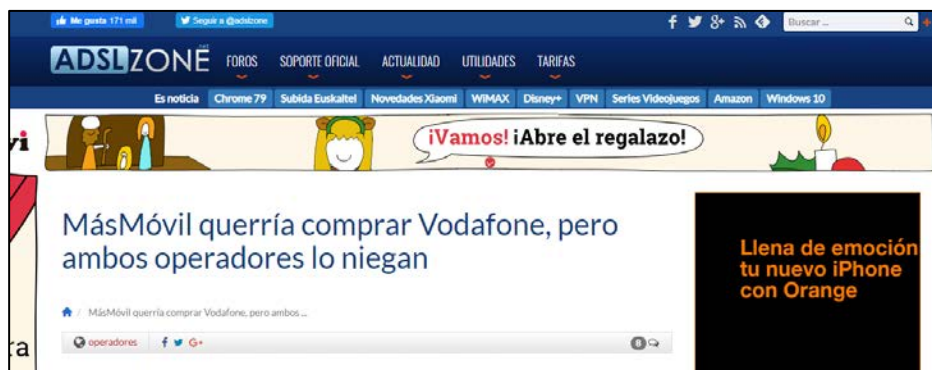 Me gusta 171 mil
Seguir a @adslzone
Buscar ...
ADSLZONE
.net
FOROS SOPORTE OFICIAL ACTUALIDAD UTILIDADES TARIFAS
Es noticia Chrome 79 Subida Euskaltel Novedades Xiaomi WIMAX Disney+ VPN Series Videojuegos Amazon Windows 10
vi
¡Vamos! ¡Abre el regalazo!
MásMóvil querría comprar Vodafone, pero
ambos operadores lo niegan
/ MásMóvil querría comprar Vodafone, pero ambos ...
operadores
8
ra
Llena de emoción
tu nuevo iPhone
con Orange